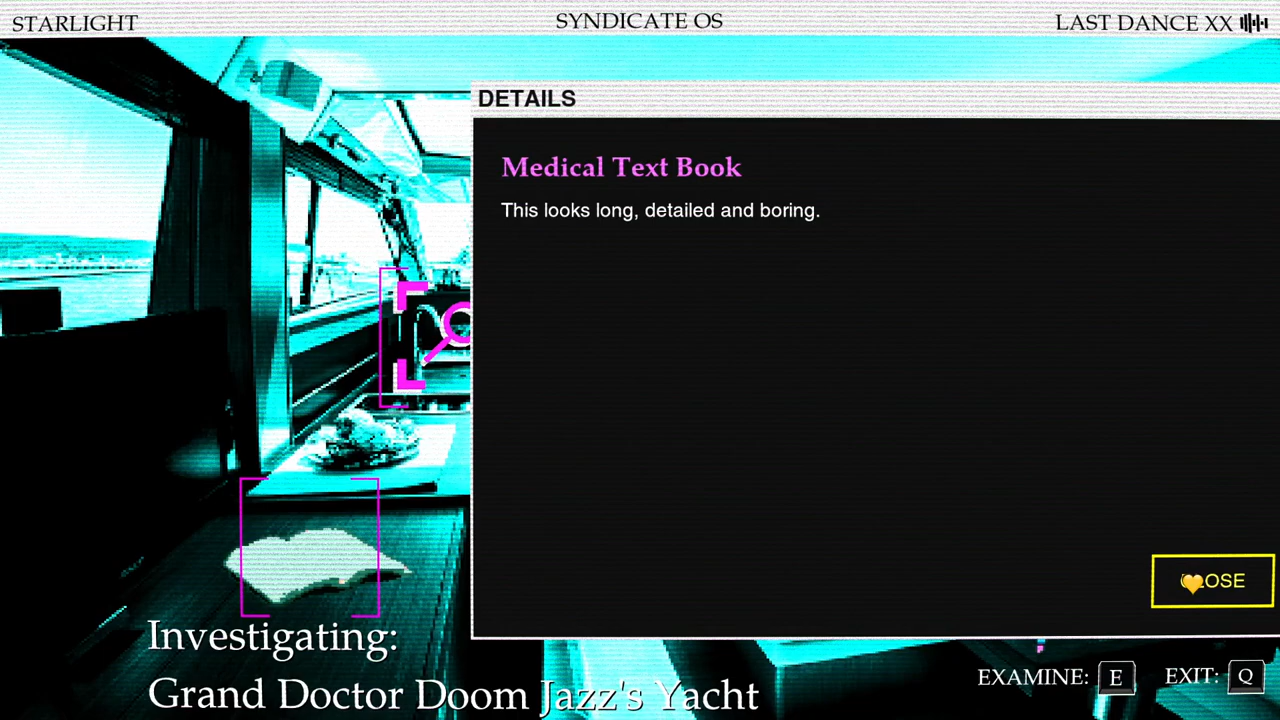 STARLIGHT
SYNDICATE OS
LAST DANCE XX
DETAILS
Medical Text Book
This looks long, detailed and boring.
OSE
Investigating:
Grand Doctor Doom Jazz's Yacht
EXAMINE: E
EXIT: Q